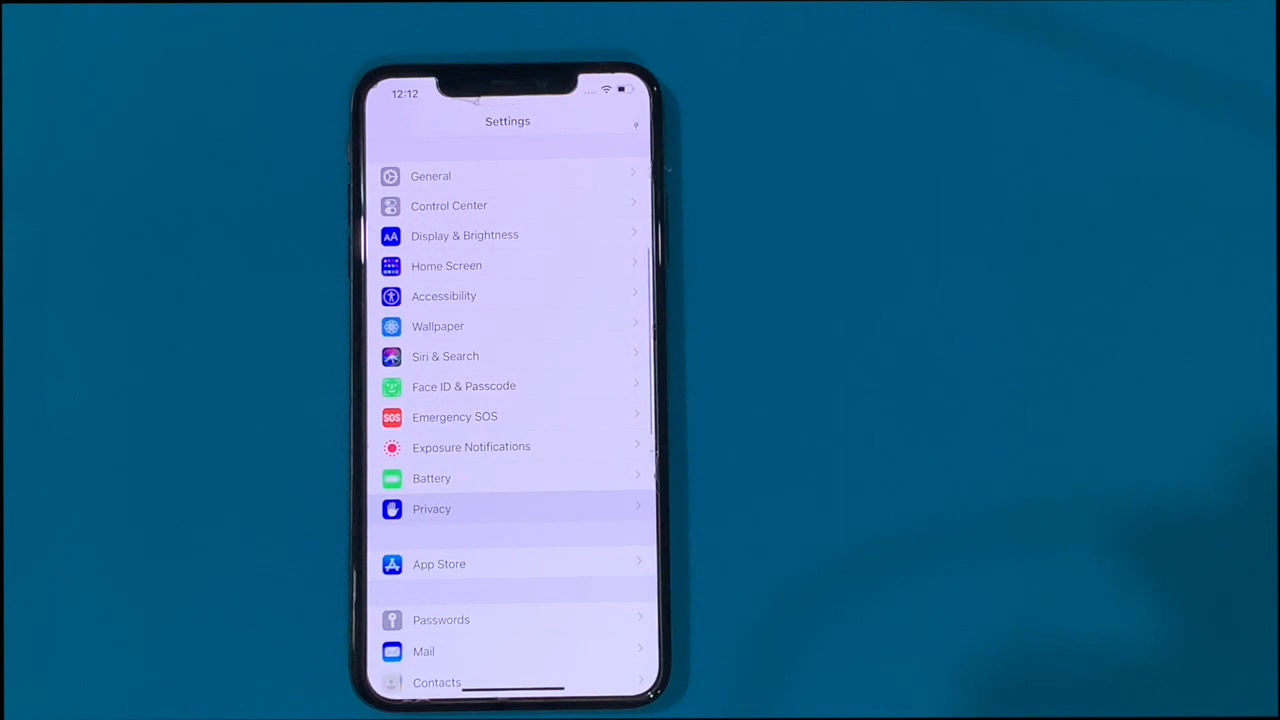 12:12
Settings
General
Control Center
AA Display & Brightness
Home Screen
Accessibility
Wallpaper
Siri & Search
Face ID & Passcode
SOS Emergency SOS
Exposure Notifications
Battery
Privacy
App Store
Passwords
Mail
Contacts